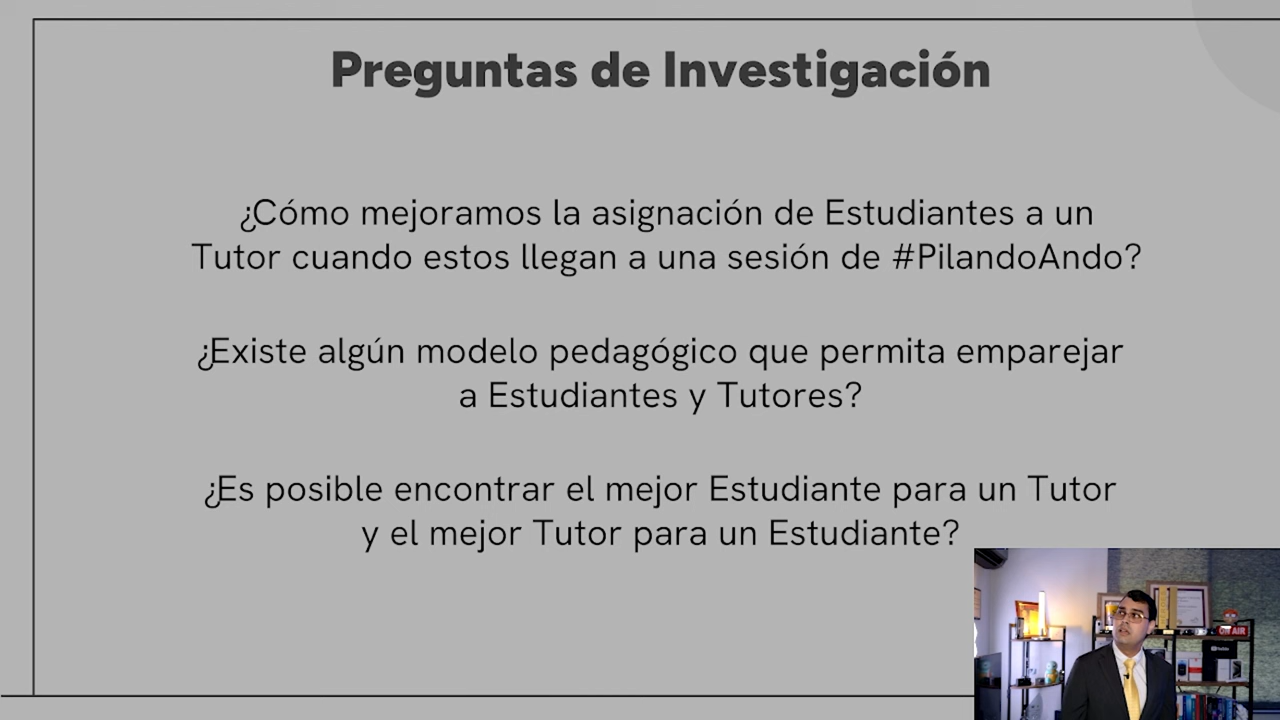 Preguntas de Investigación
¿Cómo mejoramos la asignación de Estudiantes a un
Tutor cuando estos llegan a una sesión de #PilandoAndo?
¿Existe algún modelo pedagógico que permita emparejar
a Estudiantes y Tutores?
¿Es posible encontrar el mejor Estudiante para un Tutor
y el mejor Tutor para un Estudiante?
ON AIR
YouTube